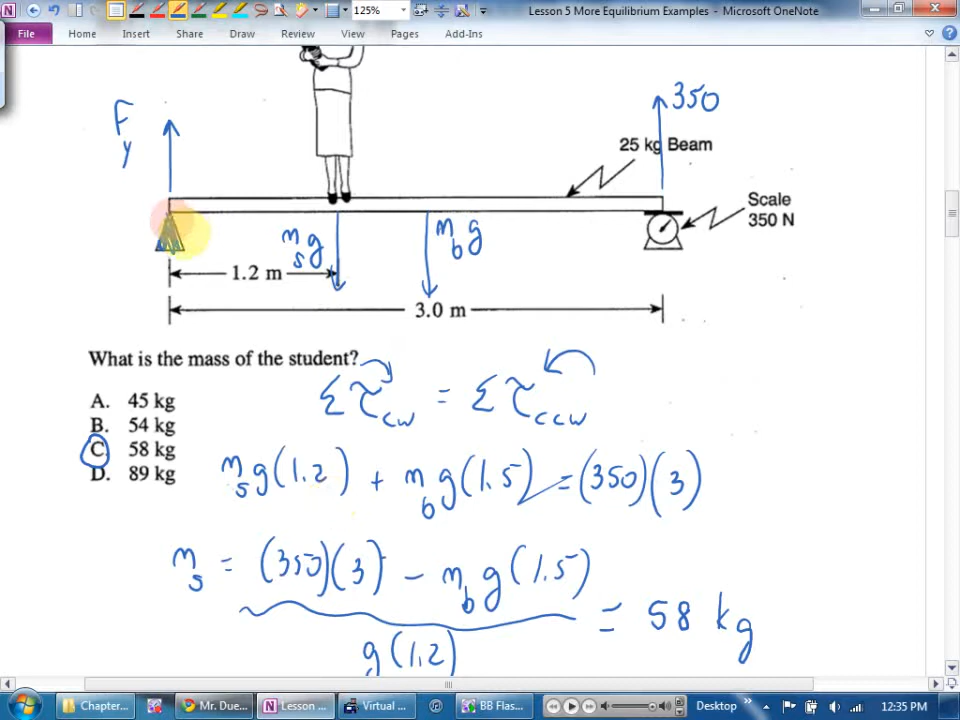 125%
Lesson 5 More Equilibrium Examples - Microsoft OneNote
File Home Insert Share Draw Review View Pages Add-Ins
F
y
350
25 kg Beam
Scale
350 N
m
s
g
m
b
g
1.2 m
3.0 m
What is the mass of the student?
A. 45 kg
B. 54 kg
C. 58 kg
D. 89 kg
Στcw = Στccw
msg(1.2) + mbg(1.5) = (350)(3)
ms = (350)(3) - mbg(1.5)
= 58 kg
g(1.2)
Chapter... Mr. Due... Lesson ... Virtual ... BB Flas... Desktop » 12:35 PM